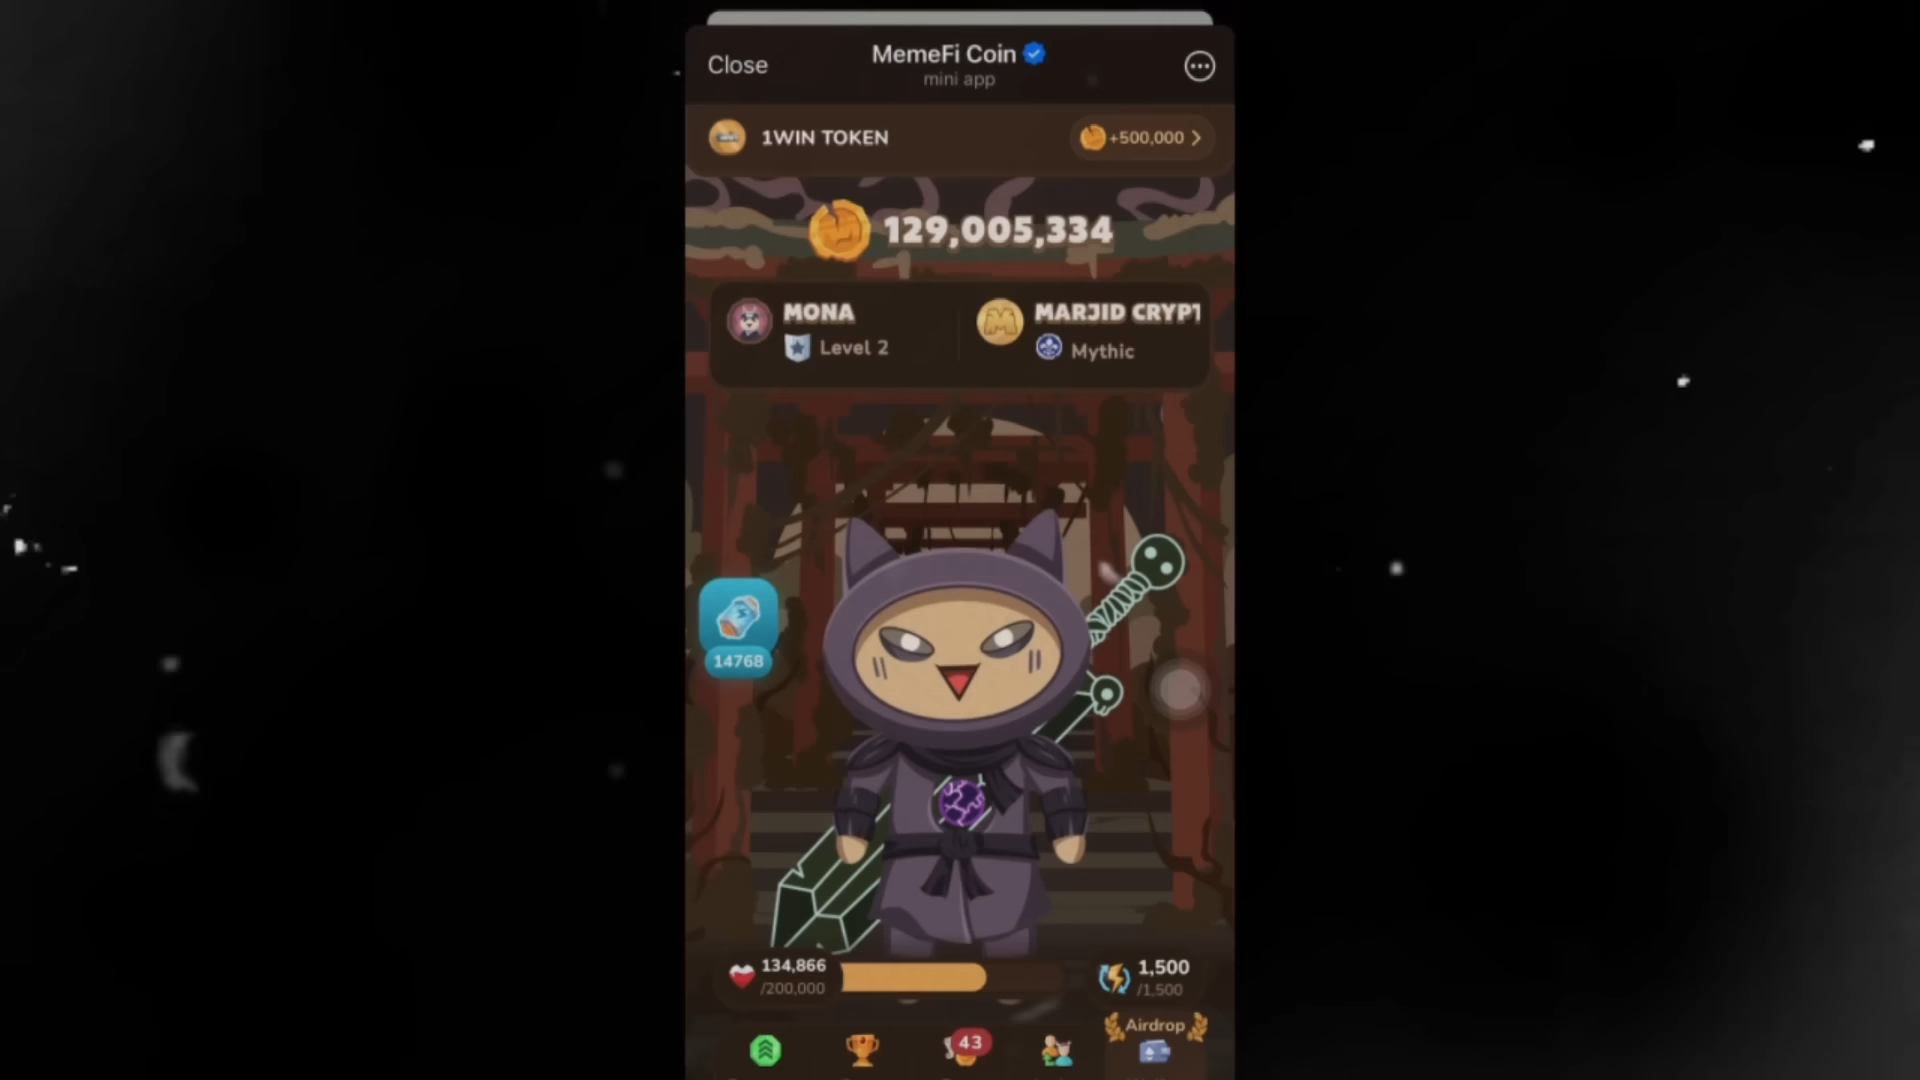 Close
MemeFi Coin
mini app
1WIN TOKEN
+500,000
129,005,334
MONA
Level 2
MARJID CRYPT
Mythic
14768
134,866
/200,000
1,500
/1,500
43
Airdrop